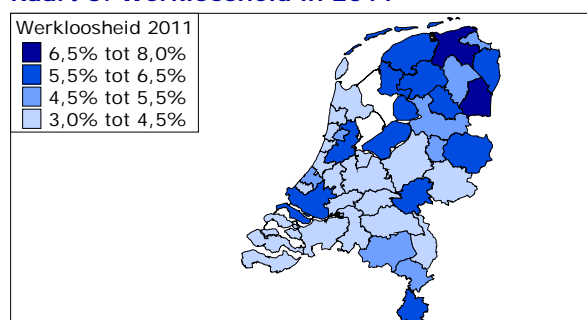 Werkloosheid 2011
6,5% tot 8,0%
5,5% tot 6,5%
4,5% tot 5,5%
3,0% tot 4,5%